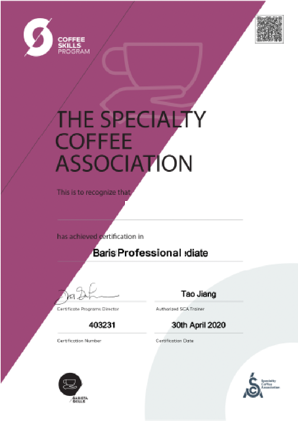 COFFEE
SKILLS
PROGRAM
THE SPECIALTY
COFFEE
ASSOCIATION
This is to recognize that
has achieved certification in
Baris Professional diate
Tao Jiang
Certificate Programs Director
Authorized SCA Trainer
403231
30th April 2020
Certification Number
Certification Date
BARISTA
SKILLS
Specialty
Coffee
Association